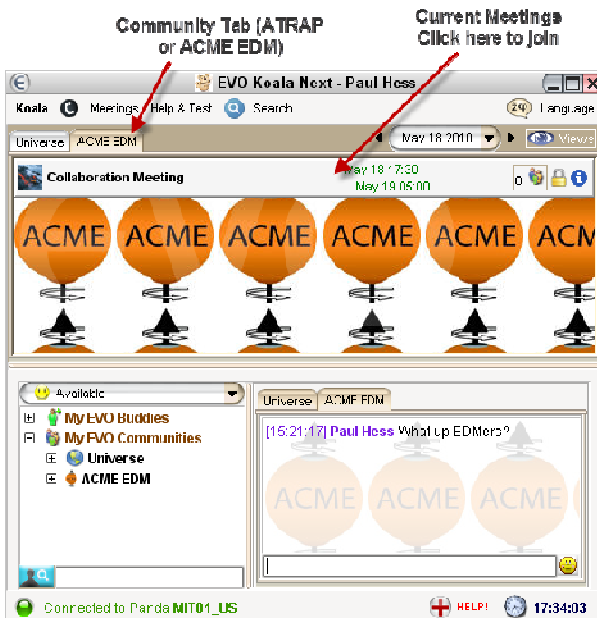 Community Tab (ATRAP
or ACME EDM)
Current Meetings
Click here to join
EVO Koala Next - Paul Hess
Koala Meetings Help & Test Search Language
Universe ACME EDM May 18 2010 Views
Collaboration Meeting
May 18 17:30
May 19 05:00
0
ACME ACME ACME ACME ACME ACM
Available
My EVO Buddies
My EVO Communities
Universe
ACME EDM
Universe ACME EDM
[15:21:17] Paul Hess What up EDMers?
ACME ACME ACME
Connected to Panda MIT01_US HELP! 17:34:03